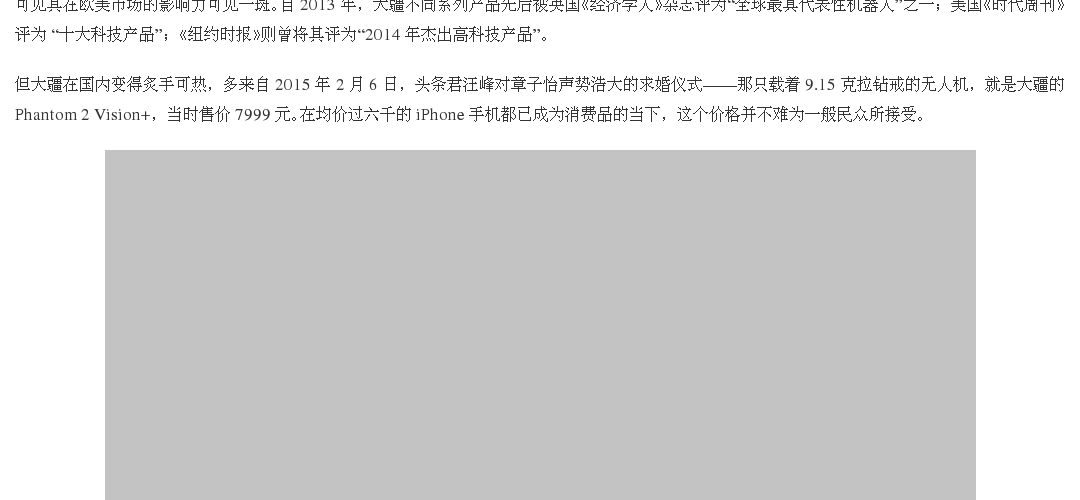 可见其在欧美市场的影响力可见一斑。自 2013 年，大疆不同系列产品先后被英国《经济学人》杂志评为“全球最具代表性机器人”之一；美国《时代周刊》
评为 “十大科技产品”；《纽约时报》则曾将其评为“2014 年杰出高科技产品”。
但大疆在国内变得炙手可热，多来自 2015 年 2 月 6 日，头条君汪峰对章子怡声势浩大的求婚仪式——那只载着 9.15 克拉钻戒的无人机，就是大疆的
Phantom 2 Vision+，当时售价 7999 元。在均价过六千的 iPhone 手机都已成为消费品的当下，这个价格并不难为一般民众所接受。